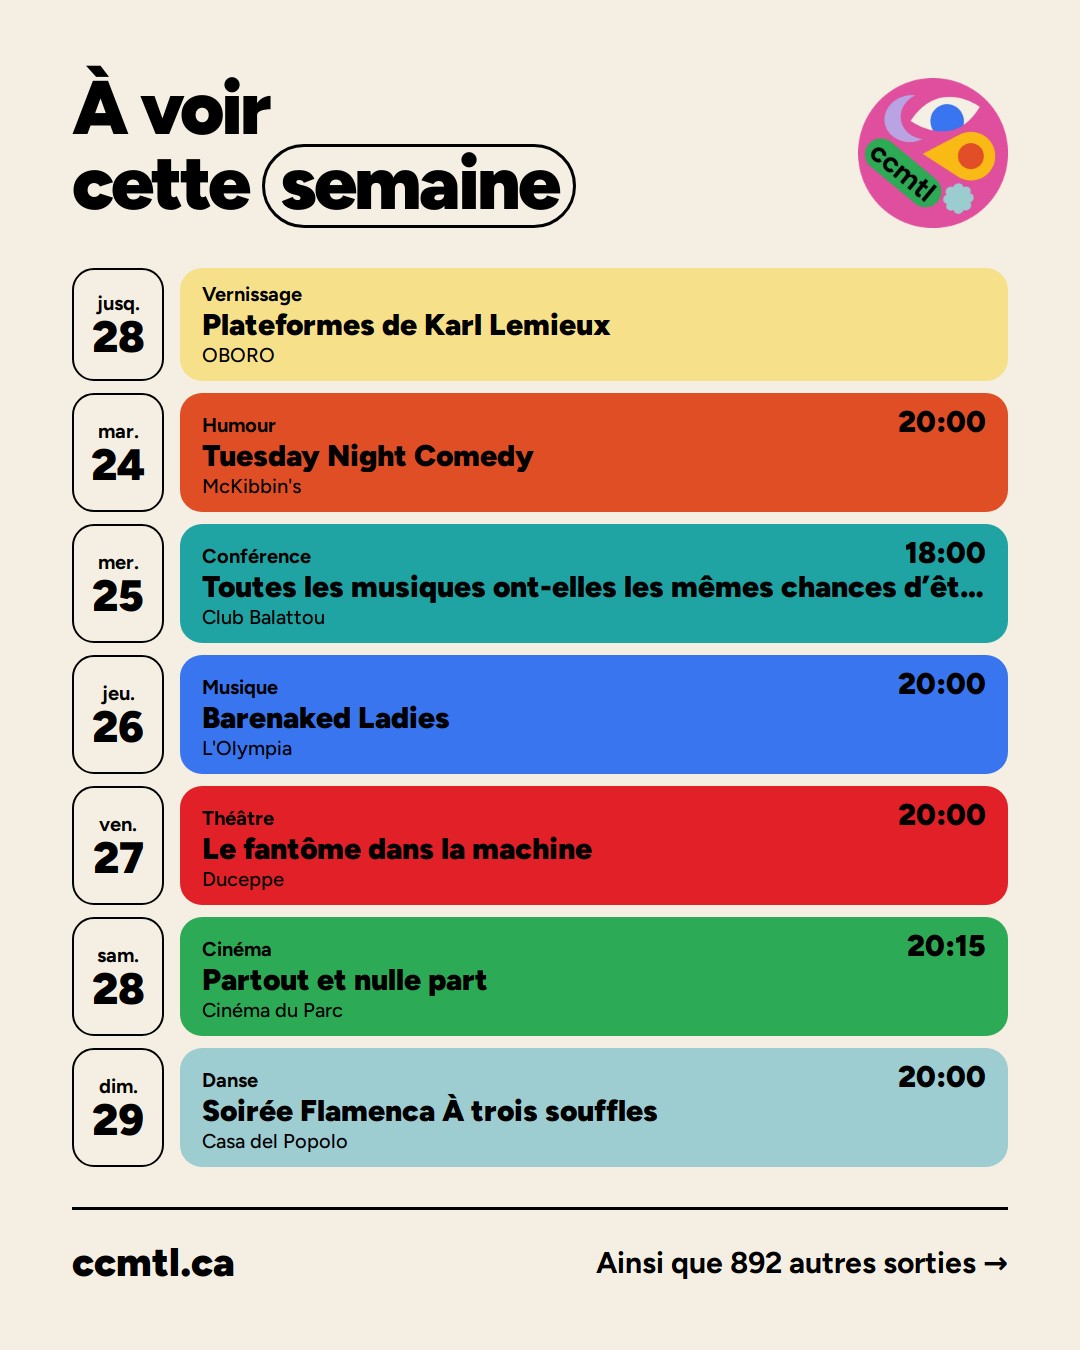 À voir
cette semaine
ccmtl
jusq.
28
Vernissage
Plateformes de Karl Lemieux
OBORO
mar.
24
Humour
20:00
Tuesday Night Comedy
McKibbin's
mer.
25
Conférence
18:00
Toutes les musiques ont-elles les mêmes chances d’êt...
Club Balattou
jeu.
26
Musique
20:00
Barenaked Ladies
L'Olympia
ven.
27
Théâtre
20:00
Le fantôme dans la machine
Duceppe
sam.
28
Cinéma
20:15
Partout et nulle part
Cinéma du Parc
dim.
29
Danse
20:00
Soirée Flamenca À trois souffles
Casa del Popolo
ccmtl.ca
Ainsi que 892 autres sorties →